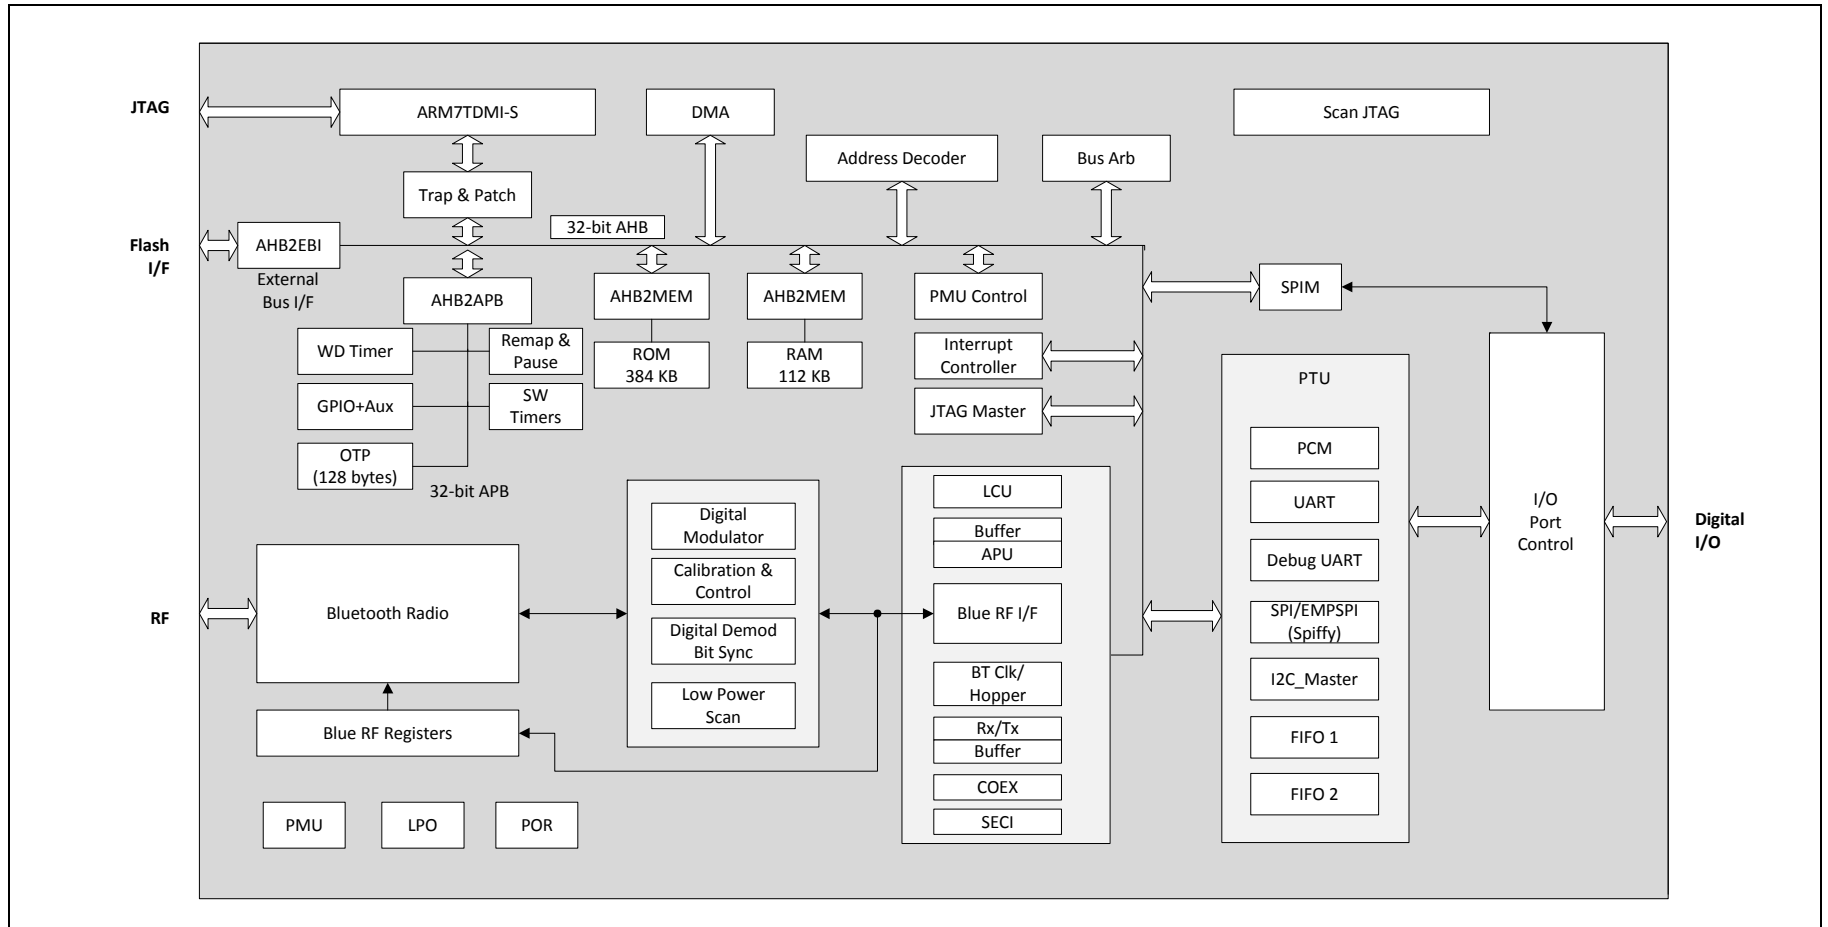 JTAG
ARM7TDMI-S
DMA
Scan JTAG
Address Decoder
Bus Arb
Trap & Patch
32-bit AHB
Flash
I/F
AHB2EBI
External
Bus I/F
AHB2APB
AHB2MEM
AHB2MEM
PMU Control
SPIM
WD Timer
Remap &
Pause
ROM
384 KB
RAM
112 KB
Interrupt
Controller
GPIO+Aux
SW
Timers
JTAG Master
OTP
(128 bytes)
32-bit APB
PTU
PCM
UART
Debug UART
SPI/EMPSPI
(Spiffy)
I2C_Master
FIFO 1
FIFO 2
I/O
Port
Control
Digital
I/O
LCU
Buffer
APU
Blue RF I/F
BT Clk/
Hopper
Rx/Tx
Buffer
COEX
SECI
Digital
Modulator
Calibration &
Control
Digital Demod
Bit Sync
Low Power
Scan
RF
Bluetooth Radio
Blue RF Registers
PMU
LPO
POR